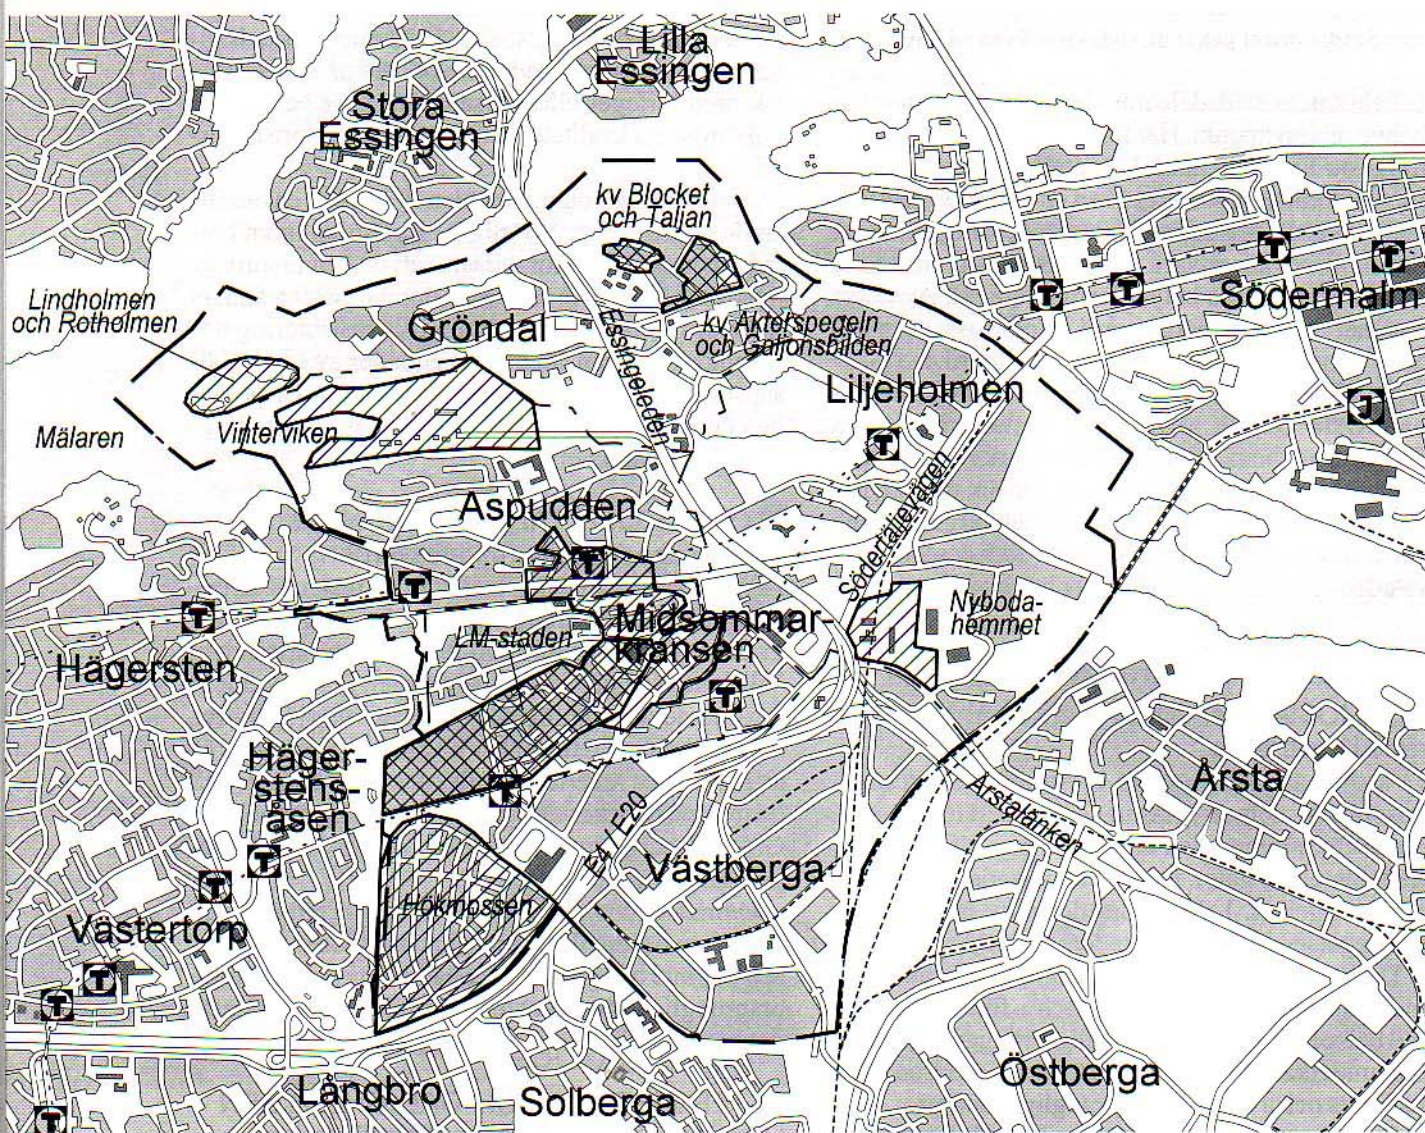 Lilla
Essingen
Stora
Essingen
kv Blocket
och Taljan
Lindholmen
och Rotholmen
Gröndal
Essingeleden
kv Akterspegeln
och Galjonsbilden
Södermalm
Liljeholmen
Mälaren
Vinterviken
Aspudden
Södertäljevägen
Nyboda-
hemmet
Midsommar-
kransen
LM-staden
Hägersten
Häger-
stens-
åsen
Årsta
Årstalänken
E4 / E20
Västberga
Hökmossen
Västertorp
Långbro
Solberga
Östberga
T
T
T
T
J
T
T
T
T
T
T
T
T
T
T
T